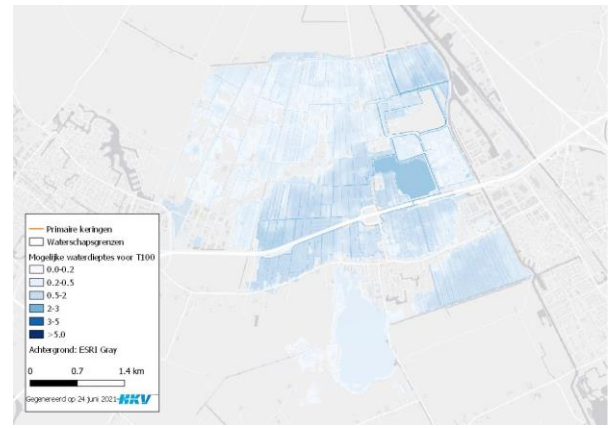 Primaire keringen
Waterschapsgrenzen
Mogelijke waterdieptes voor T100
0.0-0.2
0.2-0.5
0.5-2
2-3
3-5
>5.0
Achtergrond: ESRI Gray
0 0.7 1.4 km
Gegenereerd op 24 juni 2021 HKV